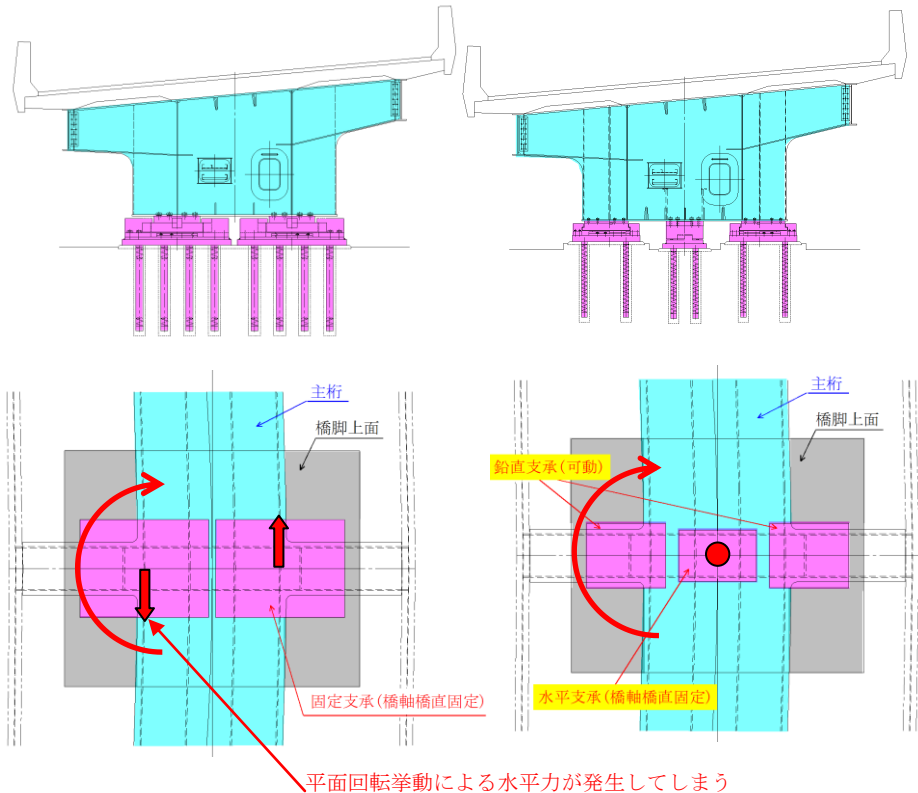 主桁
橋脚上面
固定支承(橋軸橋直固定)
主桁
橋脚上面
鉛直支承(可動)
水平支承(橋軸橋直固定)
平面回転挙動による水平力が発生してしまう